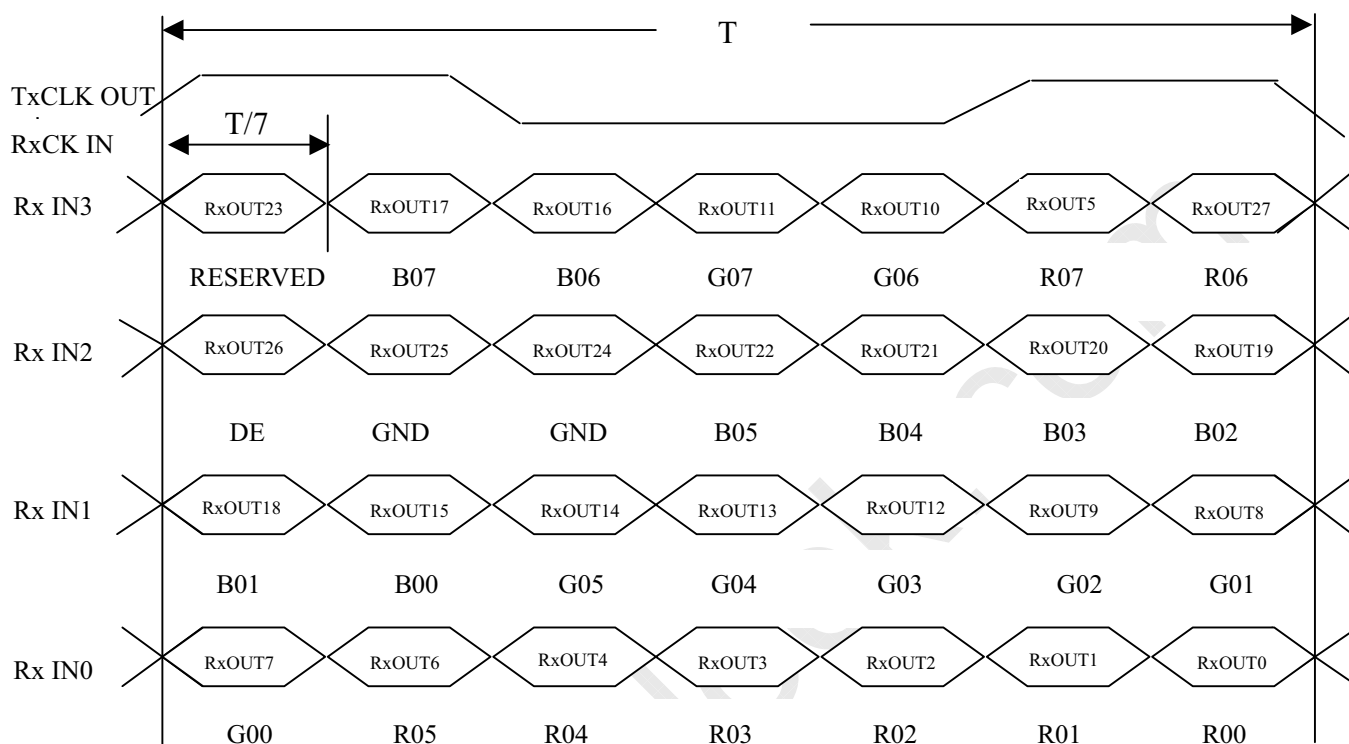 T
TxCLK OUT
RxCK IN
T/7
Rx IN3 RxOUT23 RxOUT17 RxOUT16 RxOUT11 RxOUT10 RxOUT5 RxOUT27
RESERVED B07 B06 G07 G06 R07 R06
Rx IN2 RxOUT26 RxOUT25 RxOUT24 RxOUT22 RxOUT21 RxOUT20 RxOUT19
DE GND GND B05 B04 B03 B02
Rx IN1 RxOUT18 RxOUT15 RxOUT14 RxOUT13 RxOUT12 RxOUT9 RxOUT8
B01 B00 G05 G04 G03 G02 G01
Rx IN0 RxOUT7 RxOUT6 RxOUT4 RxOUT3 RxOUT2 RxOUT1 RxOUT0
G00 R05 R04 R03 R02 R01 R00